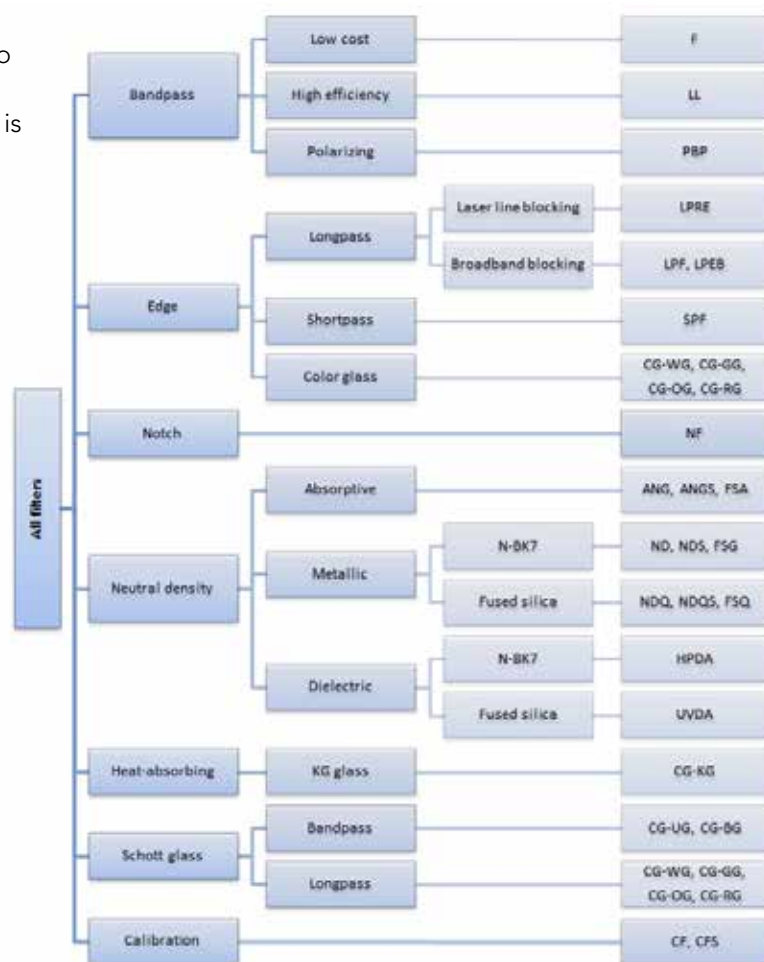 o
is
All filters
Bandpass
Low cost
F
High efficiency
LL
Polarizing
PBP
Edge
Longpass
Laser line blocking
LPRE
Broadband blocking
LPF, LPEB
Shortpass
SPF
Color glass
CG-WG, CG-GG,
CG-OG, CG-RG
Notch
NF
Neutral density
Absorptive
ANG, ANGS, FSA
Metallic
N-BK7
ND, NDS, FSG
Fused silica
NDQ, NDQS, FSQ
Dielectric
N-BK7
HPDA
Fused silica
UVDA
Heat-absorbing
KG glass
CG-KG
Schott glass
Bandpass
CG-UG, CG-BG
Longpass
CG-WG, CG-GG,
CG-OG, CG-RG
Calibration
CF, CFS